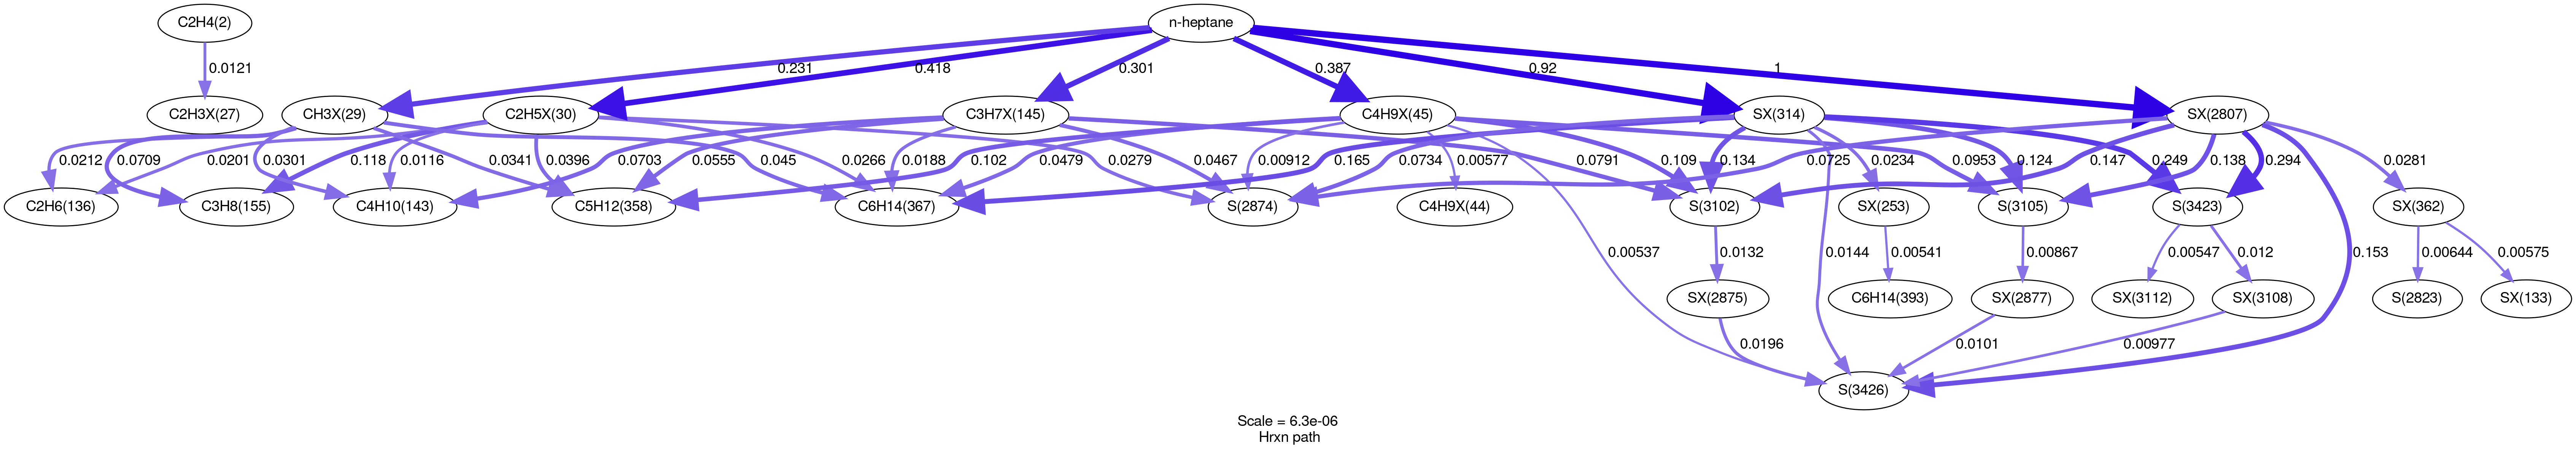 C2H4(2)
n-heptane
0.0121
0.231
0.418
0.301
0.387
0.92
1
C2H3X(27)
CH3X(29)
C2H5X(30)
C3H7X(145)
C4H9X(45)
SX(314)
SX(2807)
0.0212
0.0709
0.0201
0.0301
0.118
0.0116
0.0341
0.0396
0.0703
0.0555
0.045
0.0266
0.0188
0.102
0.0479
0.0279
0.0467
0.00912
0.165
0.0734
0.00577
0.0791
0.109
0.134
0.0725
0.0234
0.0953
0.124
0.147
0.249
0.138
0.294
0.0281
C2H6(136)
C3H8(155)
C4H10(143)
C5H12(358)
C6H14(367)
S(2874)
C4H9X(44)
S(3102)
SX(253)
S(3105)
S(3423)
SX(362)
0.00537
0.0132
0.0144
0.00541
0.00867
0.00547
0.012
0.153
0.00644
0.00575
SX(2875)
C6H14(393)
SX(2877)
SX(3112)
SX(3108)
S(2823)
SX(133)
0.0196
0.0101
0.00977
S(3426)
Scale = 6.3e-06
Hrxn path